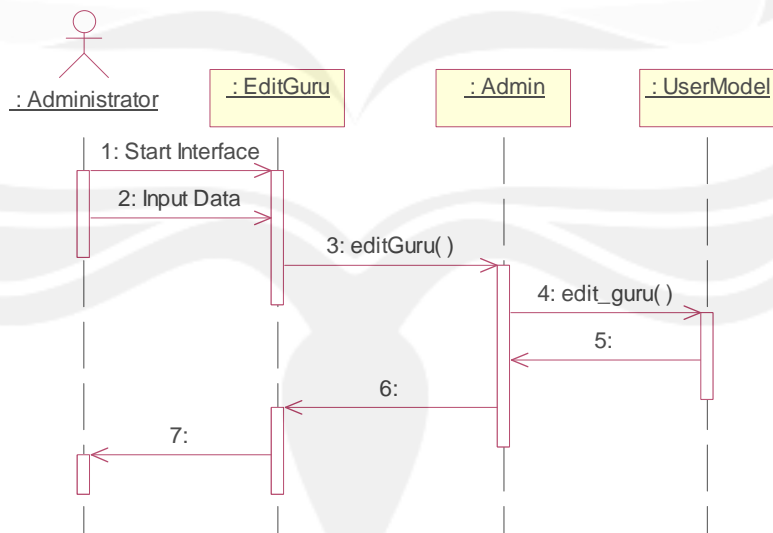 : Administrator
: EditGuru
: Admin
: UserModel
1: Start Interface
2: Input Data
3: editGuru( )
4: edit_guru( )
5:
6:
7: